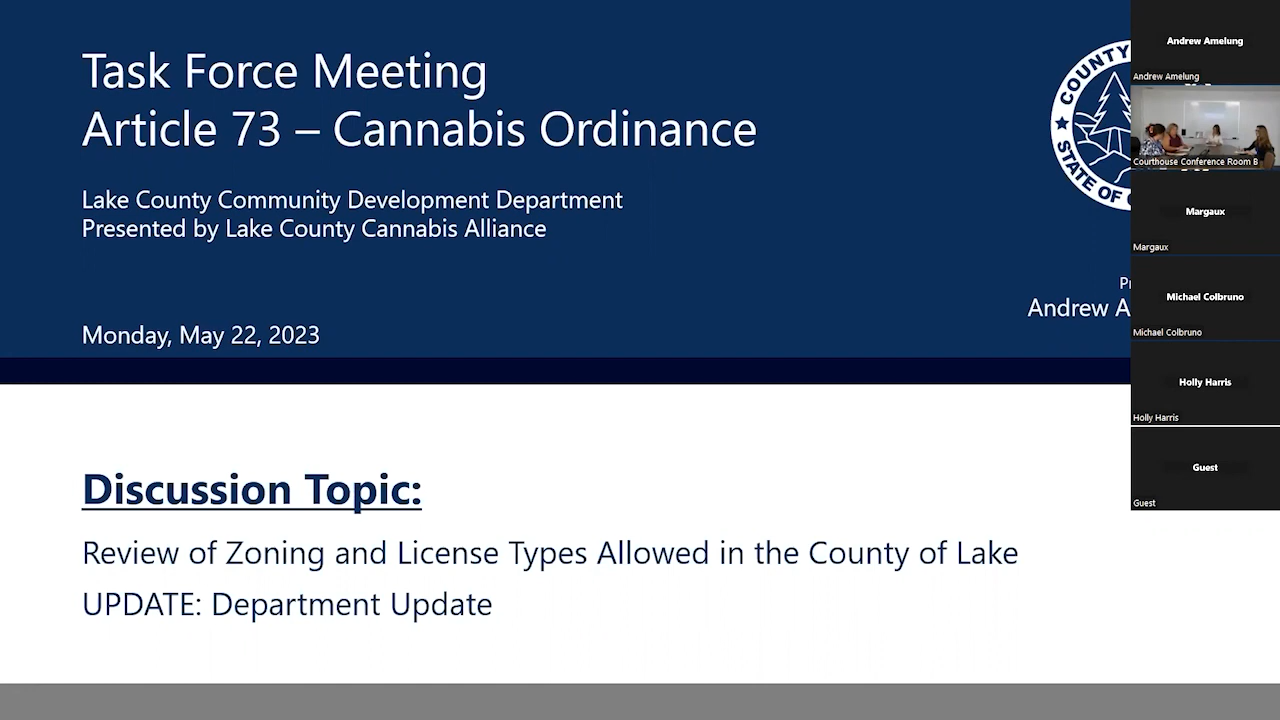 Task Force Meeting
Article 73 – Cannabis Ordinance
Lake County Community Development Department
Presented by Lake County Cannabis Alliance
Monday, May 22, 2023
COUNTY
STATE OF
Andrew A
Discussion Topic:
Review of Zoning and License Types Allowed in the County of Lake
UPDATE: Department Update
Andrew Amelung
Andrew Amelung
Courthouse Conference Room B
Margaux
Margaux
Michael Colbruno
Michael Colbruno
Holly Harris
Holly Harris
Guest
Guest